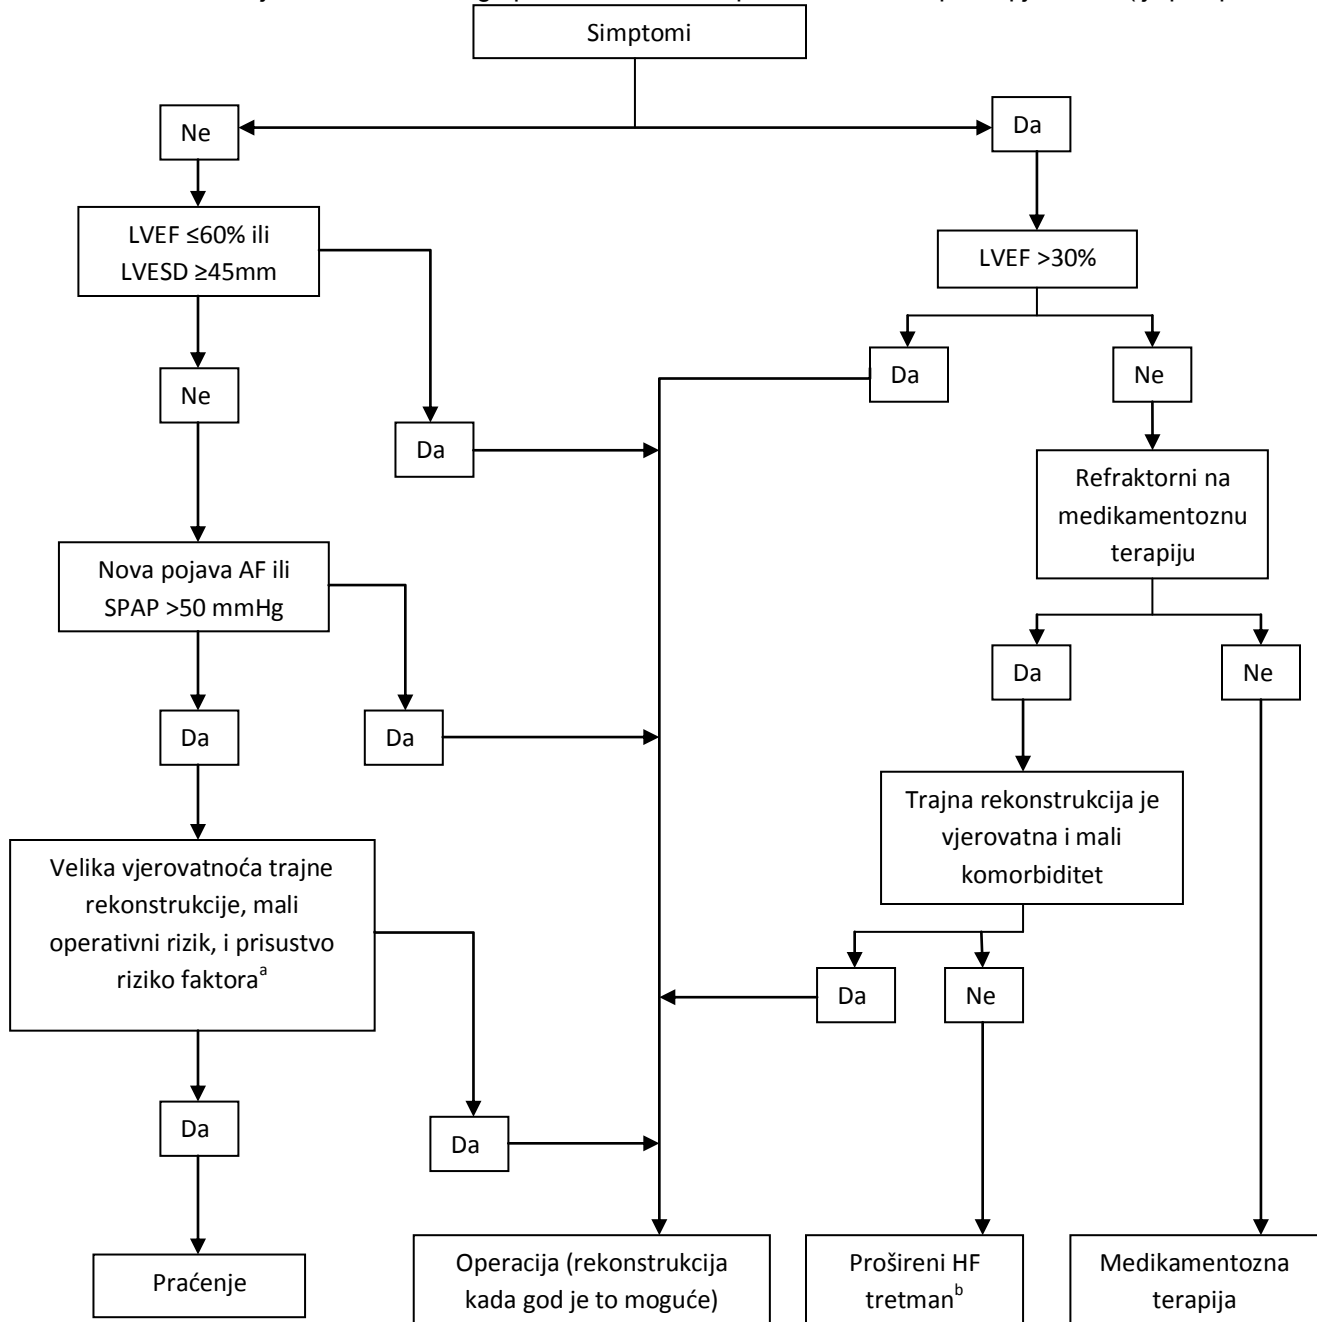 Simptomi
Ne
Da
LVEF ≤60% ili
LVESD ≥45mm
LVEF >30%
Da
Ne
Ne
Da
Refraktorni na
medikamentoznu
terapiju
Nova pojava AF ili
SPAP >50 mmHg
Da
Ne
Da
Da
Trajna rekonstrukcija je
vjerovatna i mali
komorbiditet
Velika vjerovatnoća trajne
rekonstrukcije, mali
operativni rizik, i prisustvo
riziko faktoraᵃ
Da
Ne
Da
Da
Praćenje
Operacija (rekonstrukcija
kada god je to moguće)
Prošireni HF
tretmanᵇ
Medikamentozna
terapija